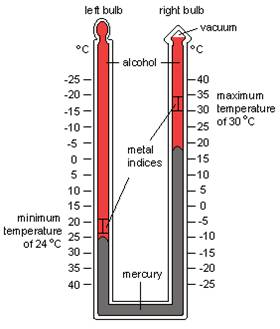 left bulb
right bulb
vacuum
°C
°C
alcohol
-25
-20
-15
-10
-5
0
5
10
15
20
25
30
35
40
40
35
30
25
20
15
10
5
0
-5
-10
-15
-20
-25
maximum
temperature
of 30 °C
metal
indices
minimum
temperature
of 24 °C
mercury